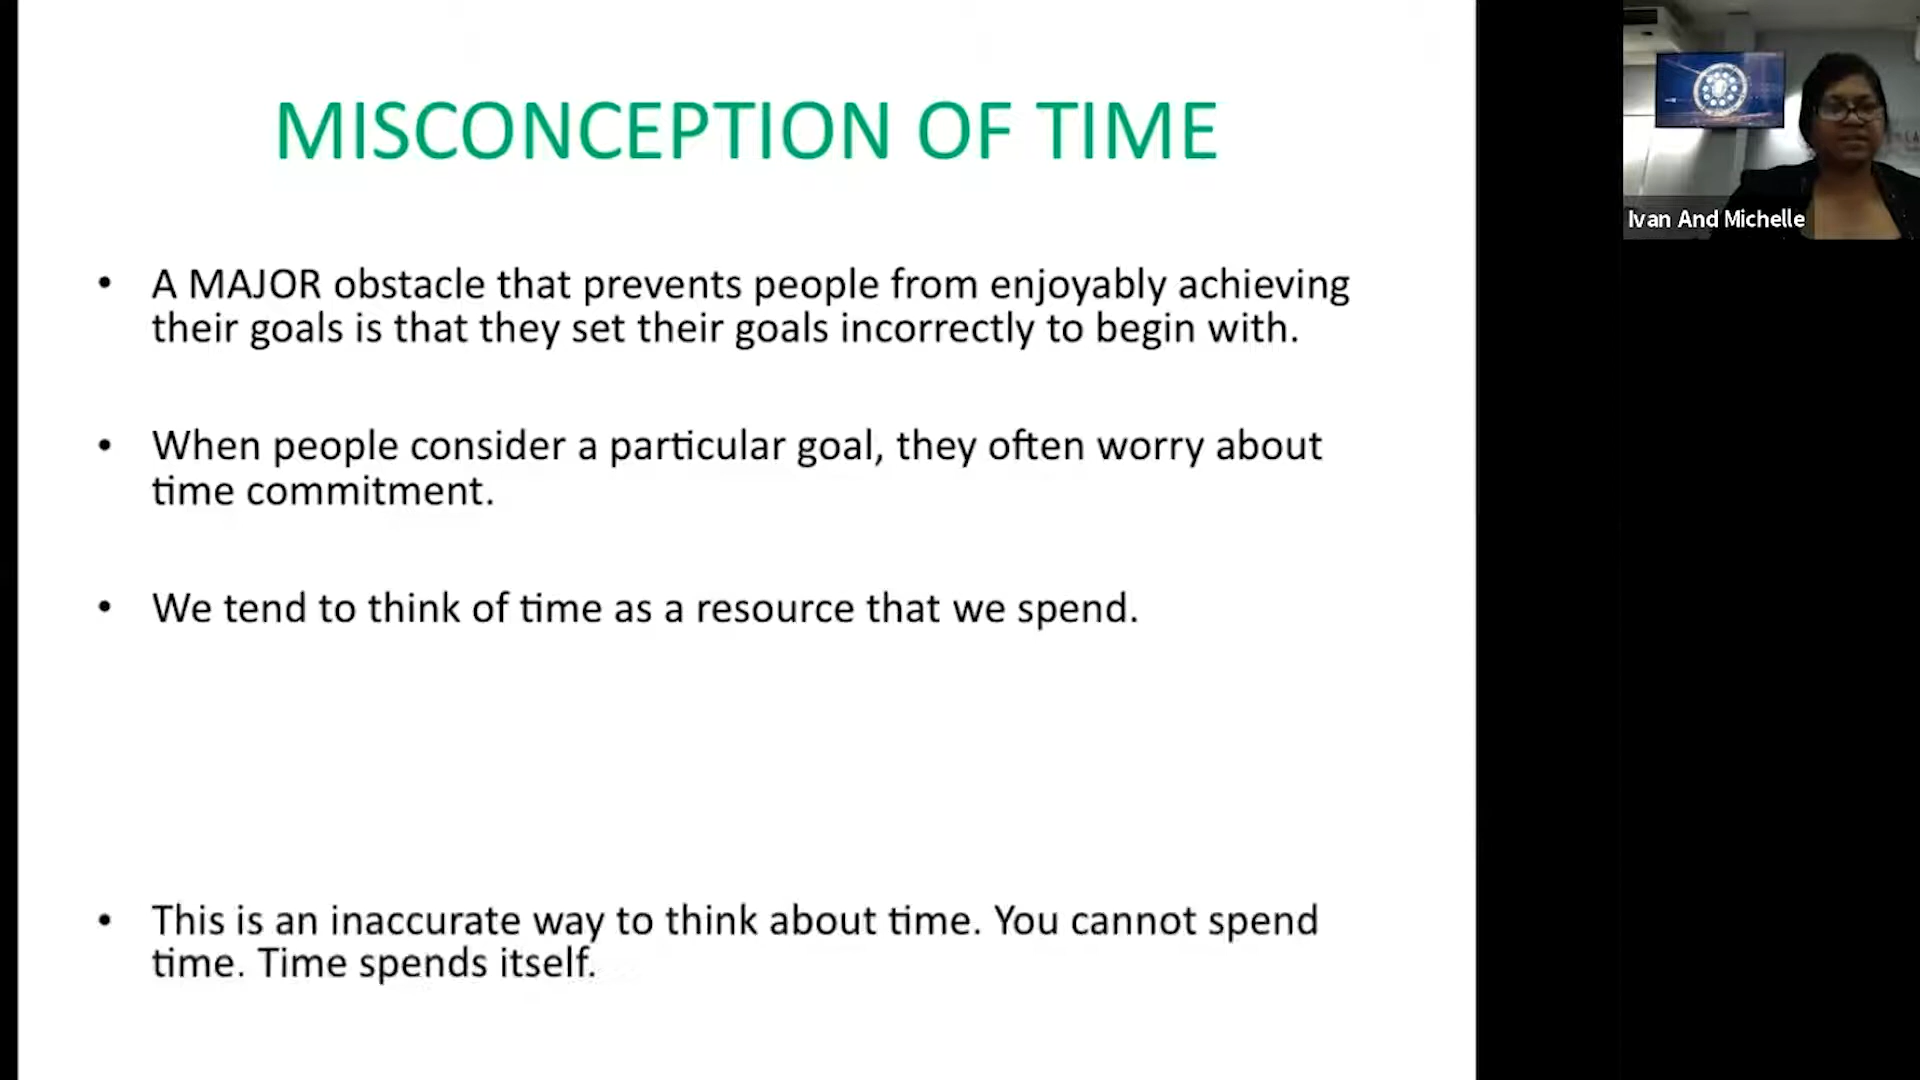 MISCONCEPTION OF TIME
• A MAJOR obstacle that prevents people from enjoyably achieving
their goals is that they set their goals incorrectly to begin with.
• When people consider a particular goal, they often worry about
time commitment.
• We tend to think of time as a resource that we spend.
• This is an inaccurate way to think about time. You cannot spend
time. Time spends itself.
Ivan And Michelle